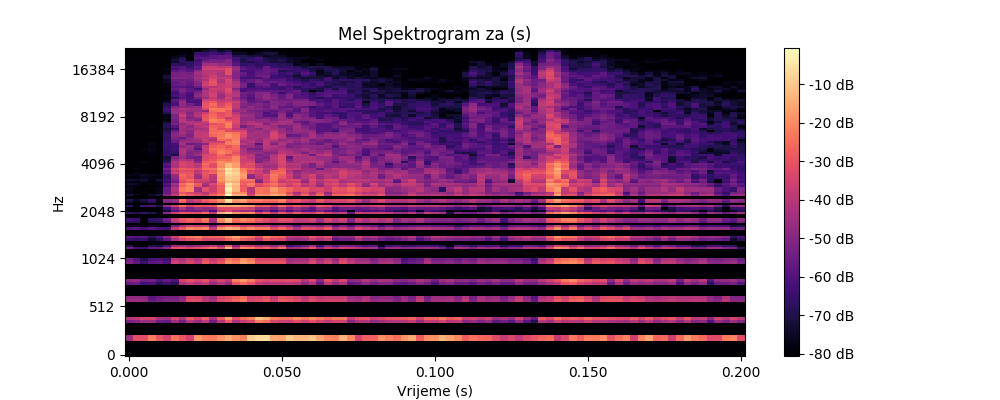 Mel Spektrogram za (s)
16384
8192
4096
2048
1024
512
0
Hz
0.000 0.050 0.100 0.150 0.200
Vrijeme (s)
-10 dB
-20 dB
-30 dB
-40 dB
-50 dB
-60 dB
-70 dB
-80 dB